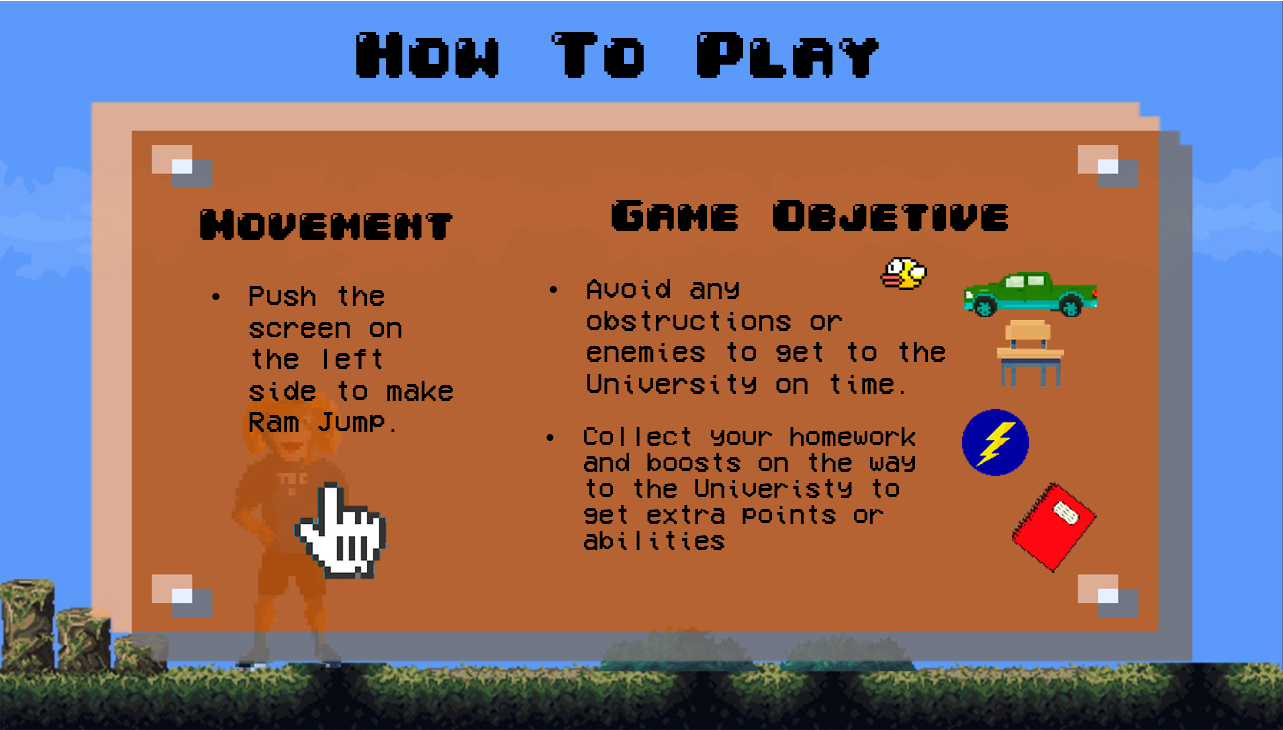 How To Play
Movement
• Push the
screen on
the left
side to make
Ram Jump.
Game Objetive
• Avoid any
obstructions or
enemies to get to the
University on time.
• Collect your homework
and boosts on the way
to the Univeristy to
get extra points or
abilities